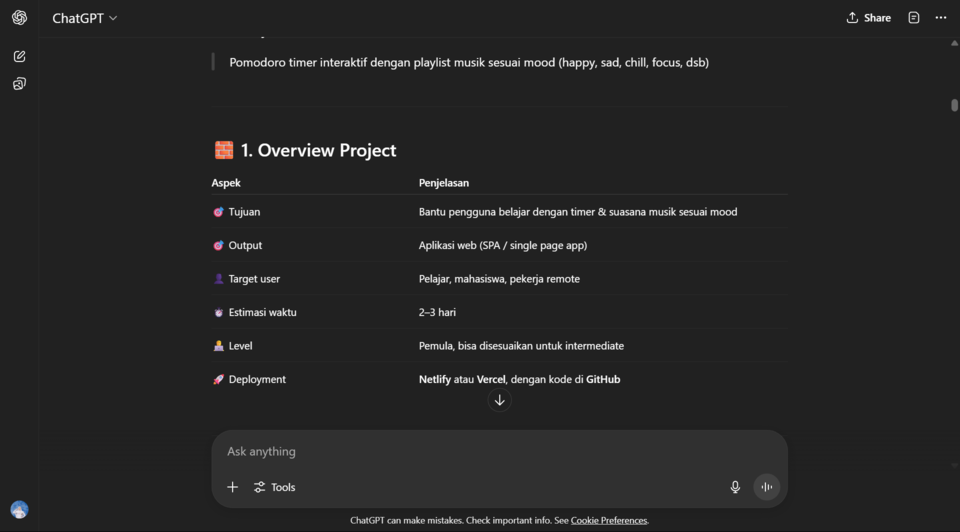 ChatGPT
Share
Pomodoro timer interaktif dengan playlist musik sesuai mood (happy, sad, chill, focus, dsb)
🧱 1. Overview Project
Aspek Penjelasan
🎯 Tujuan Bantu pengguna belajar dengan timer & suasana musik sesuai mood
🎯 Output Aplikasi web (SPA / single page app)
👤 Target user Pelajar, mahasiswa, pekerja remote
⏱️ Estimasi waktu 2–3 hari
🧑‍💻 Level Pemula, bisa disesuaikan untuk intermediate
🚀 Deployment Netlify atau Vercel, dengan kode di GitHub
Ask anything
Tools
ChatGPT can make mistakes. Check important info. See Cookie Preferences.